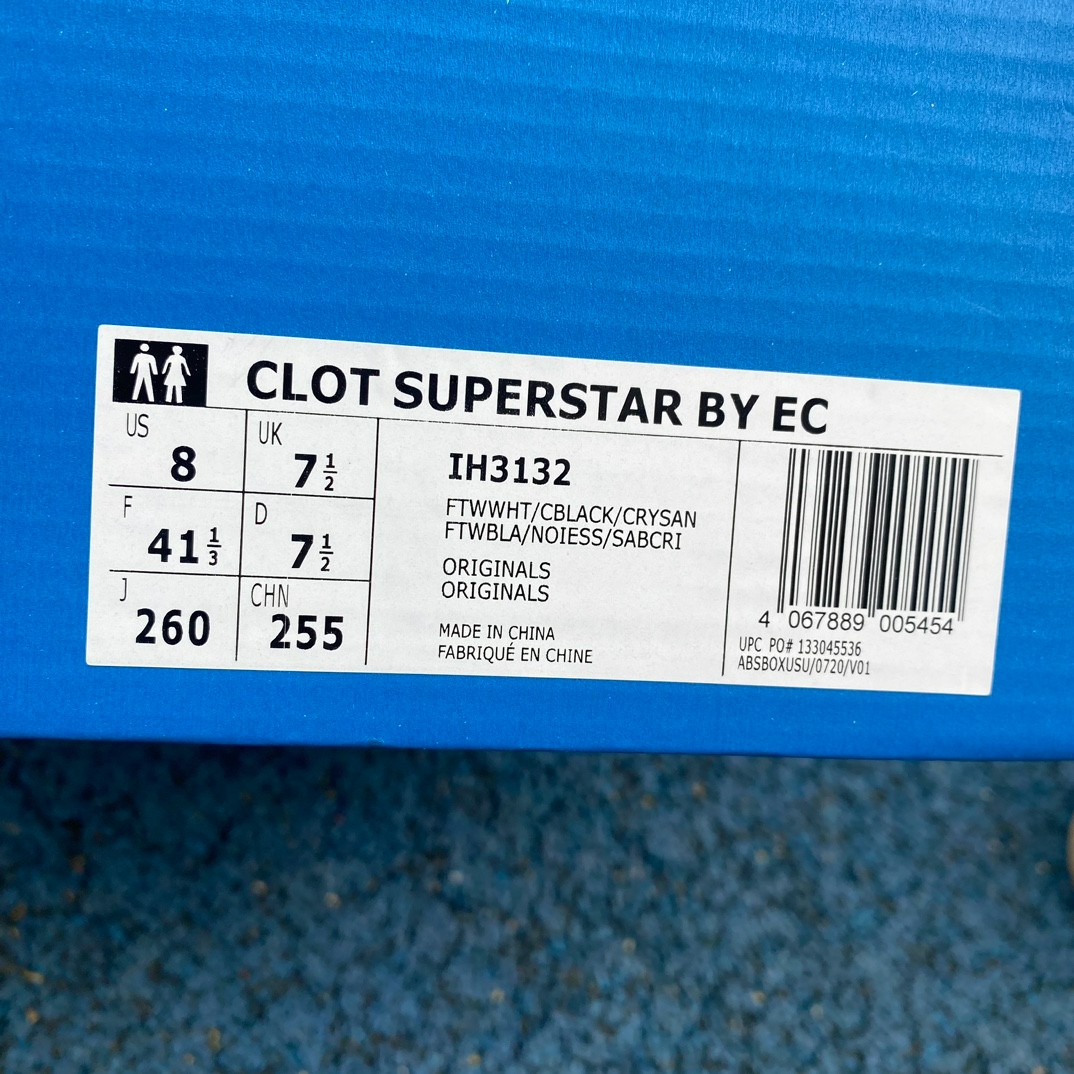 CLOT SUPERSTAR BY EC
US
8
UK
7 1/2
F
41 1/3
D
7 1/2
J
260
CHN
255
IH3132
FTWWHT/CBLACK/CRYSAN
FTWBLA/NOIESS/SABCRI
ORIGINALS
ORIGINALS
MADE IN CHINA
FABRIQUÉ EN CHINE
4 067889 005454
UPC PO# 133045536
ABSBOXUSU/0720/V01